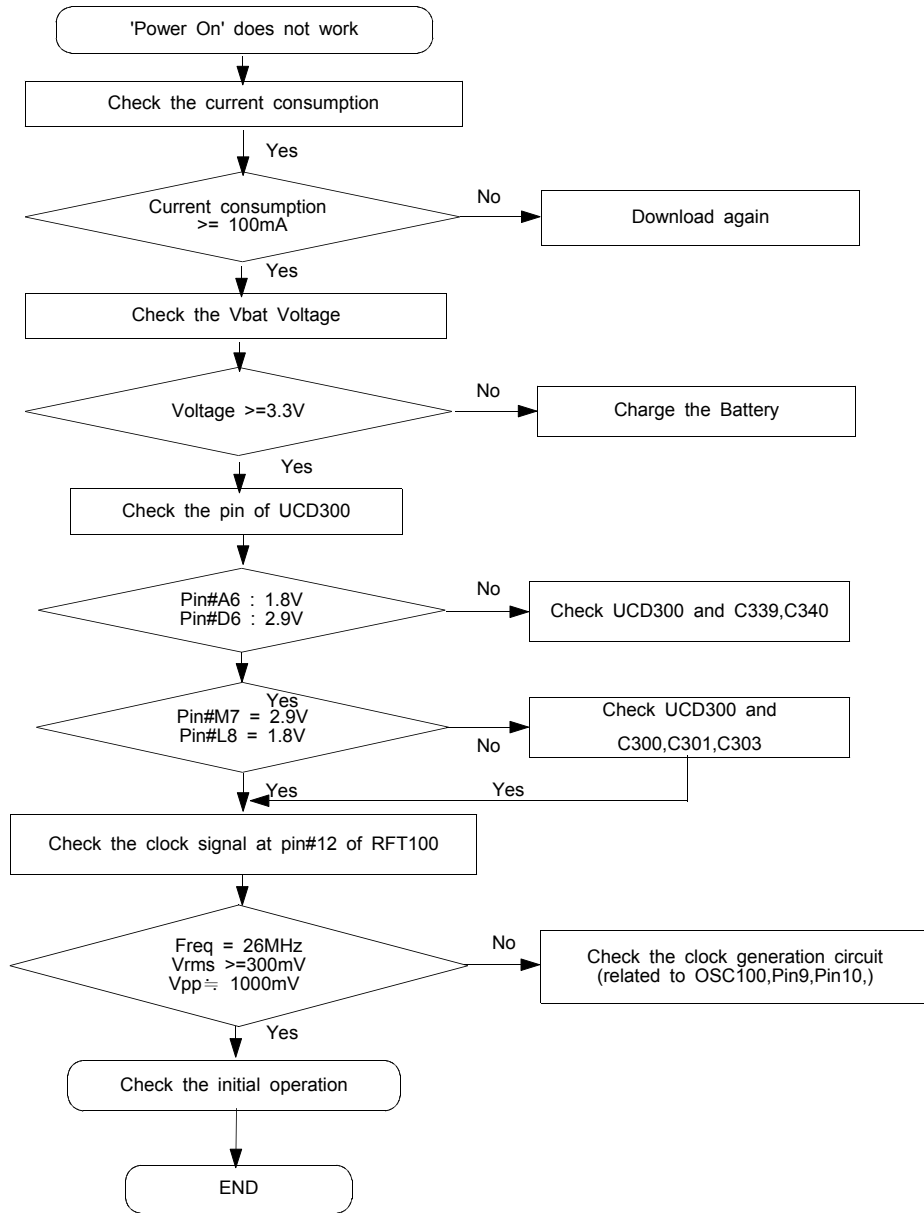 'Power On' does not work
Check the current consumption
Yes
Current consumption
>= 100mA
No
Download again
Yes
Check the Vbat Voltage
Voltage >=3.3V
No
Charge the Battery
Yes
Check the pin of UCD300
Pin#A6 : 1.8V
Pin#D6 : 2.9V
No
Check UCD300 and C339,C340
Yes
Pin#M7 = 2.9V
Pin#L8 = 1.8V
No
Check UCD300 and
C300,C301,C303
Yes
Yes
Check the clock signal at pin#12 of RFT100
Freq = 26MHz
Vrms >=300mV
Vpp≒ 1000mV
No
Check the clock generation circuit
(related to OSC100,Pin9,Pin10,)
Yes
Check the initial operation
END